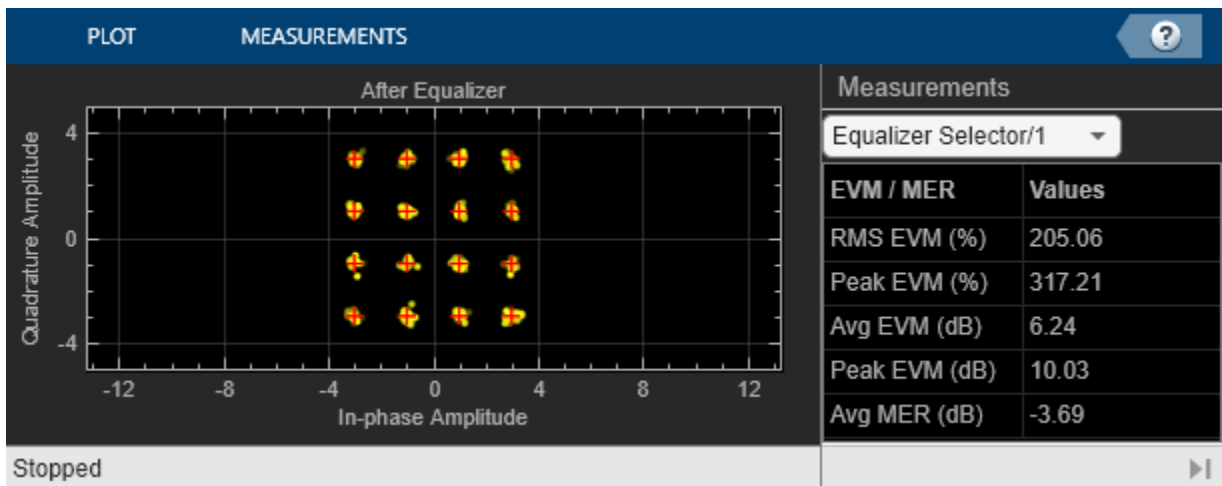 PLOT MEASUREMENTS ?
After Equalizer
Quadrature Amplitude
4
0
-4
-12 -8 -4 0 4 8 12
In-phase Amplitude
Measurements
Equalizer Selector/1
EVM / MER Values
RMS EVM (%) 205.06
Peak EVM (%) 317.21
Avg EVM (dB) 6.24
Peak EVM (dB) 10.03
Avg MER (dB) -3.69
Stopped